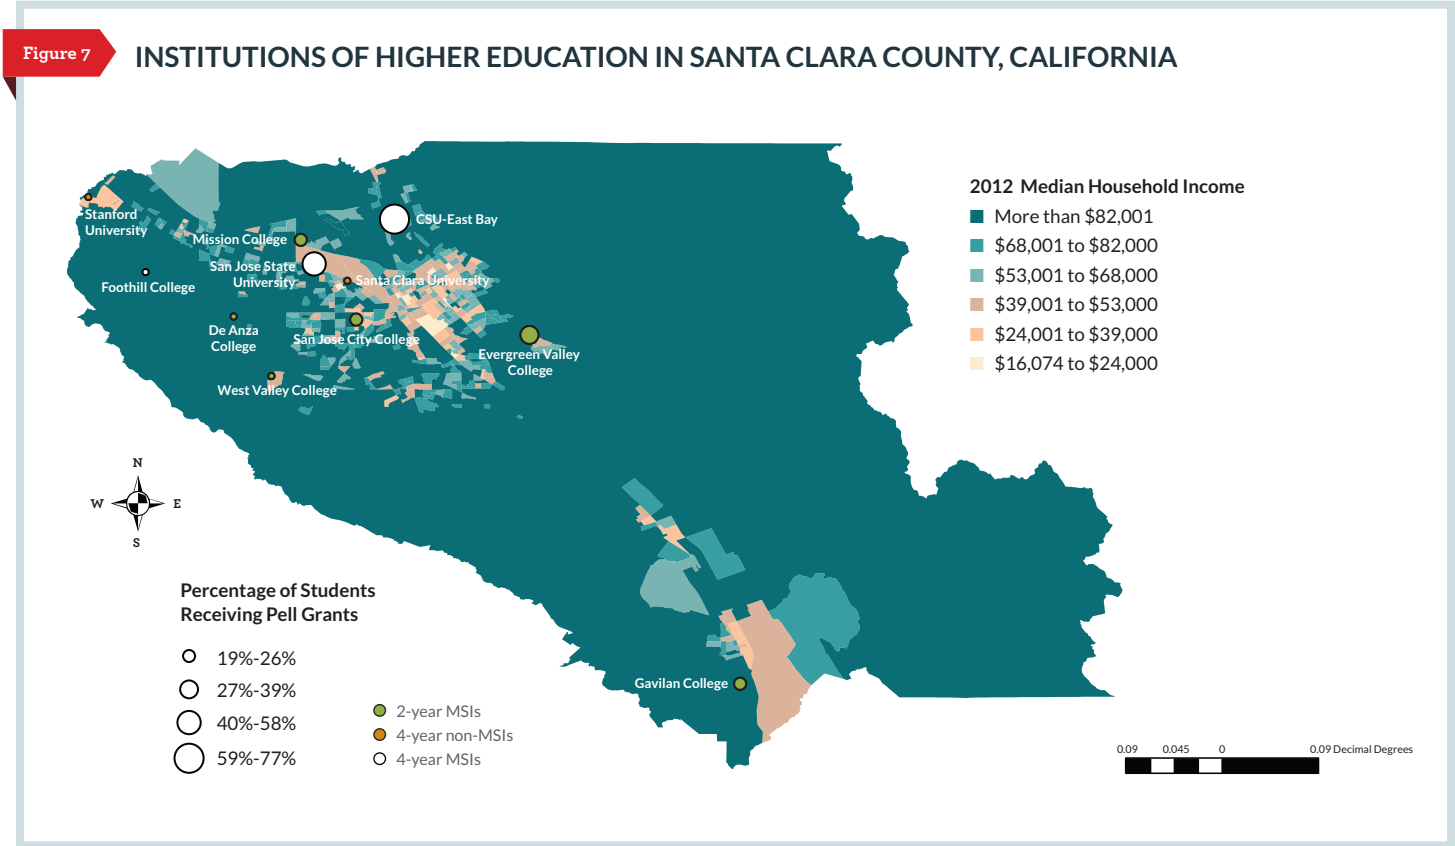 Figure 7
INSTITUTIONS OF HIGHER EDUCATION IN SANTA CLARA COUNTY, CALIFORNIA
2012 Median Household Income
More than $82,001
$68,001 to $82,000
$53,001 to $68,000
$39,001 to $53,000
$24,001 to $39,000
$16,074 to $24,000
Stanford
University
CSU-East Bay
Mission College
San Jose State
University
Santa Clara University
Foothill College
De Anza
College
San Jose City College
Evergreen Valley
College
West Valley College
Gavilan College
N
W
E
S
Percentage of Students
Receiving Pell Grants
19%-26%
27%-39%
40%-58%
59%-77%
2-year MSIs
4-year non-MSIs
4-year MSIs
0.09 0.045 0 0.09 Decimal Degrees